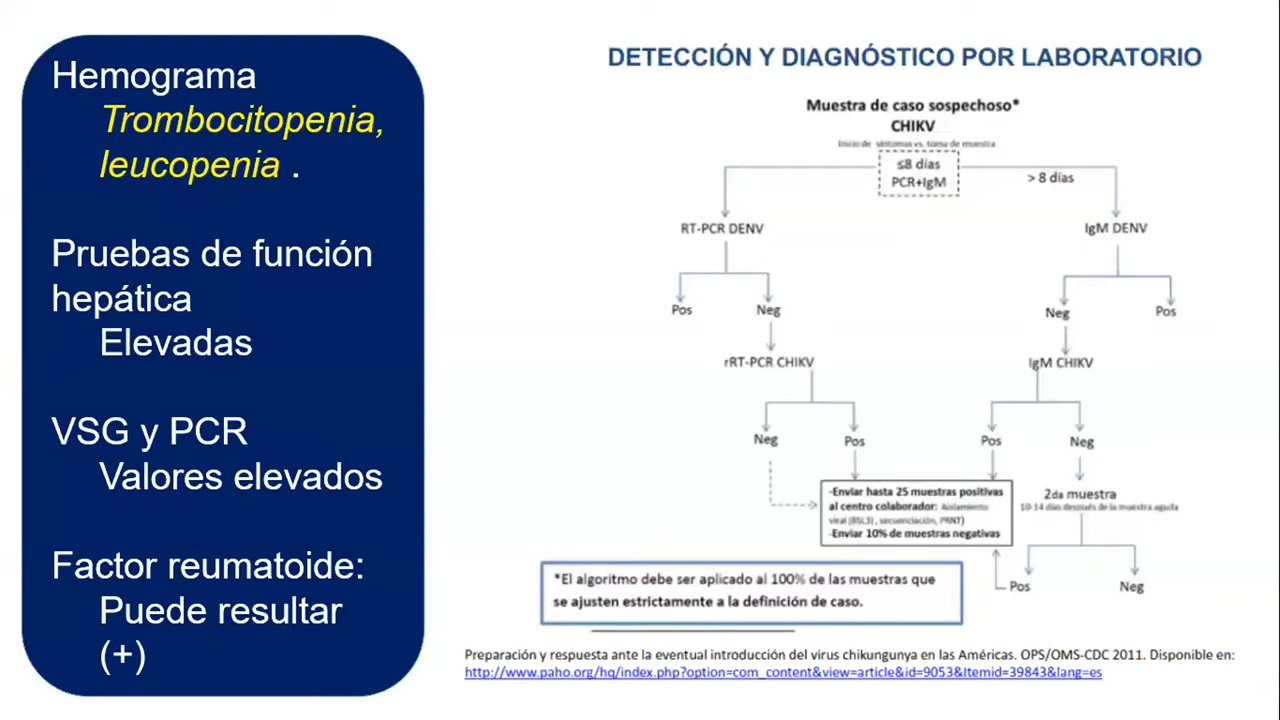 Hemograma
Trombocitopenia,
leucopenia .
Pruebas de función
hepática
Elevadas
VSG y PCR
Valores elevados
Factor reumatoide:
Puede resultar
(+)
DETECCIÓN Y DIAGNÓSTICO POR LABORATORIO
Muestra de caso sospechoso*
CHIKV
Inicio de síntomas vs. toma de muestra
≤8 días
PCR+IgM
> 8 días
RT-PCR DENV
IgM DENV
Pos
Neg
Neg
Pos
rRT-PCR CHIKV
IgM CHIKV
Neg
Pos
Pos
Neg
-Enviar hasta 25 muestras positivas
al centro colaborador: Aislamiento
viral (BSL3) , secuenciación, PRNT)
-Enviar 10% de muestras negativas
2da muestra
10-14 días después de la muestra aguda
Pos
Neg
*El algoritmo debe ser aplicado al 100% de las muestras que
se ajusten estrictamente a la definición de caso.
Preparación y respuesta ante la eventual introducción del virus chikungunya en las Américas. OPS/OMS-CDC 2011. Disponible en:
http://www.paho.org/hq/index.php?option=com_content&view=article&id=9053&Itemid=39843&lang=es